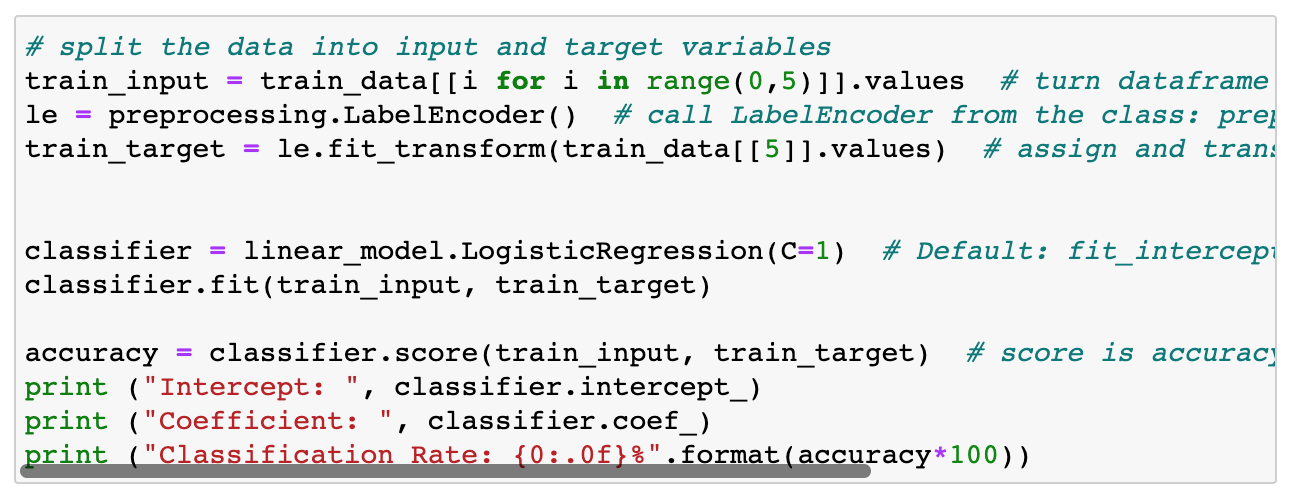 # split the data into input and target variables
train_input = train_data[[i for i in range(0,5)]].values  # turn dataframe
le = preprocessing.LabelEncoder()  # call LabelEncoder from the class:
train_target = le.fit_transform(train_data[[5]].values)  # assign and
classifier = linear_model.LogisticRegression(C=1)  # Default: fit_intercept
classifier.fit(train_input, train_target)
accuracy = classifier.score(train_input, train_target)  # score is accuracy
print ("Intercept: ", classifier.intercept_)
print ("Coefficient: ", classifier.coef_)
print ("Classification Rate: {0:.0f}%".format(accuracy*100))